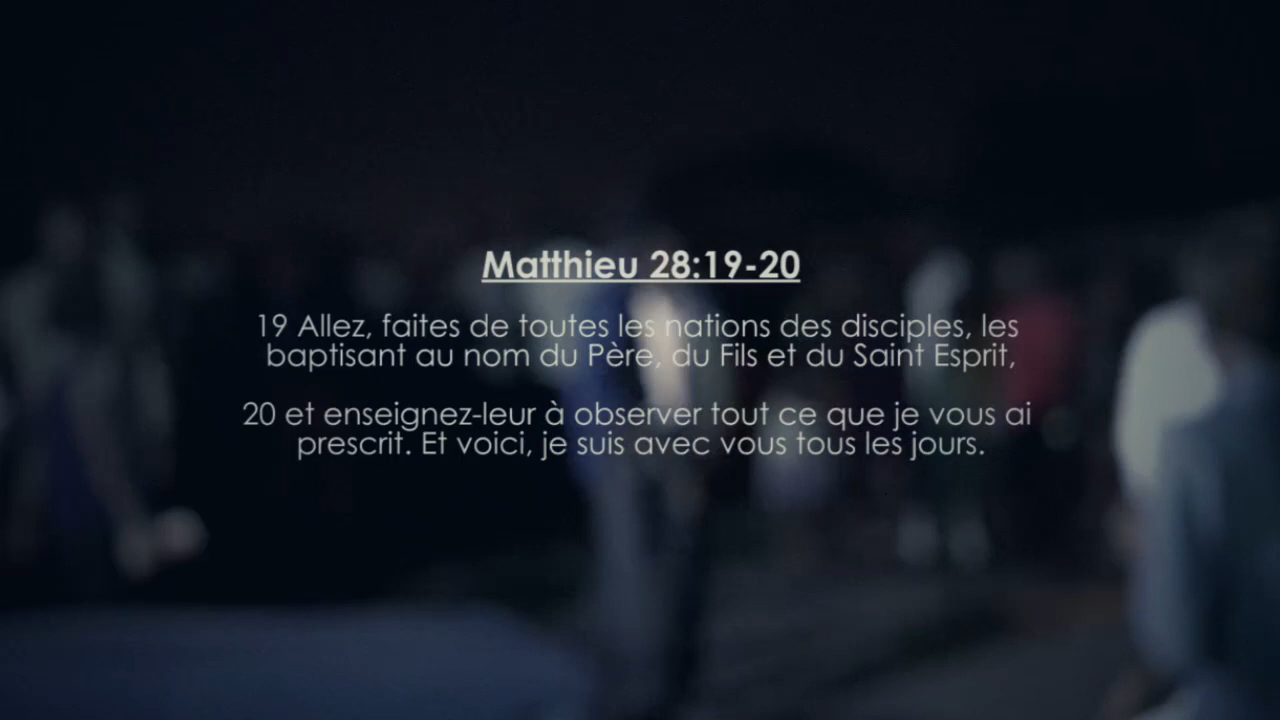 Matthieu 28:19-20
19 Allez, faites de toutes les nations des disciples, les
baptisant au nom du Père, du Fils et du Saint Esprit,
20 et enseignez-leur à observer tout ce que je vous ai
prescrit. Et voici, je suis avec vous tous les jours.